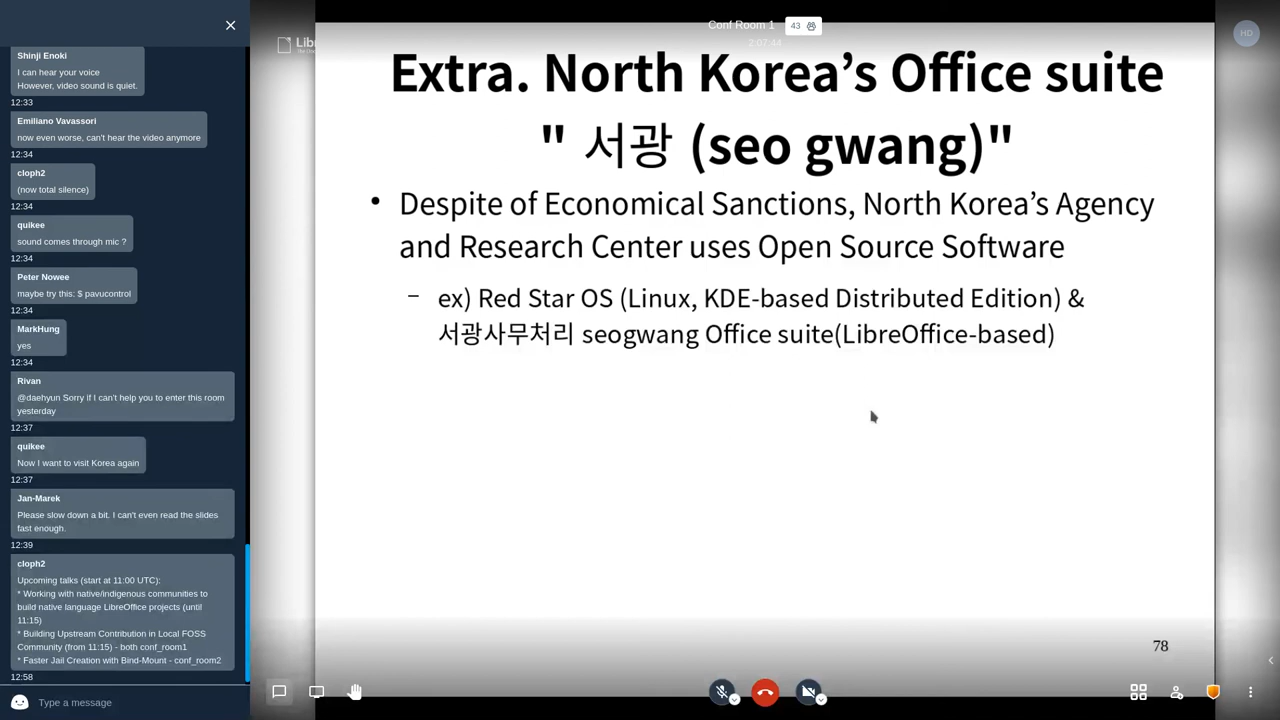 Shinji Enoki
I can hear your voice
However, video sound is quiet.
12:33
Emiliano Vavassori
now even worse, can't hear the video anymore
12:34
cloph2
(now total silence)
12:34
quikee
sound comes through mic ?
12:34
Peter Nowee
maybe try this: $ pavucontrol
12:34
MarkHung
yes
12:34
Rivan
@daehyun Sorry if I can't help you to enter this room
yesterday
12:37
quikee
Now I want to visit Korea again
12:37
Jan-Marek
Please slow down a bit. I can't even read the slides
fast enough.
12:39
cloph2
Upcoming talks (start at 11:00 UTC):
* Working with native/indigenous communities to
build native language LibreOffice projects (until
11:15)
* Building Upstream Contribution in Local FOSS
Community (from 11:15) - both conf_room1
* Faster Jail Creation with Bind-Mount - conf_room2
12:58
Type a message
Conf Room 1
43
2:07:44
HD
Extra. North Korea’s Office suite
" 서광 (seo gwang)"
• Despite of Economical Sanctions, North Korea’s Agency
and Research Center uses Open Source Software
– ex) Red Star OS (Linux, KDE-based Distributed Edition) &
서광사무처리 seogwang Office suite(LibreOffice-based)
78